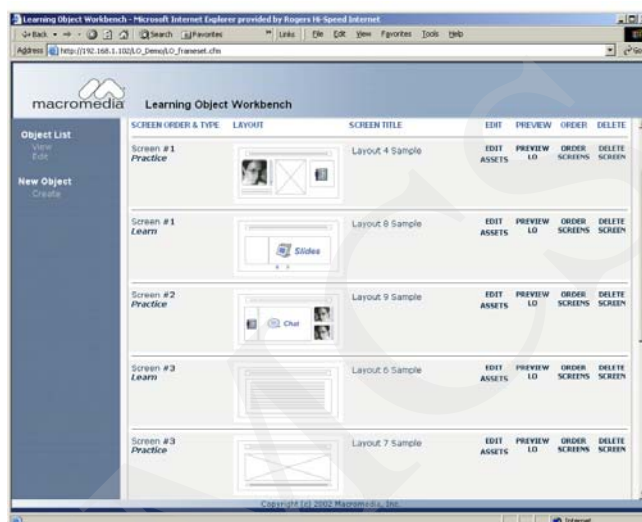 Learning Object Workbench - Microsoft Internet Explorer provided by Rogers Hi-Speed Internet
Back Search Favorites » Links File Edit View Favorites Tools Help
Address http://192.168.1.102/LO_Demo/LO_frameset.cfm Go
macromedia Learning Object Workbench
SCREEN ORDER & TYPE LAYOUT SCREEN TITLE EDIT PREVIEW ORDER DELETE
Object List
View
Edit
New Object
Create
Screen #1 Layout 4 Sample EDIT PREVIEW ORDER DELETE
Practice ASSETS LO SCREENS SCREEN
Screen #1 Layout 8 Sample EDIT PREVIEW ORDER DELETE
Learn ASSETS LO SCREENS SCREEN
Slides
Screen #2 Layout 9 Sample EDIT PREVIEW ORDER DELETE
Practice ASSETS LO SCREENS SCREEN
Chat
Screen #3 Layout 6 Sample EDIT PREVIEW ORDER DELETE
Learn ASSETS LO SCREENS SCREEN
Screen #3 Layout 7 Sample EDIT PREVIEW ORDER DELETE
Practice ASSETS LO SCREENS SCREEN
Copyright (c) 2002 Macromedia, Inc.
Internet